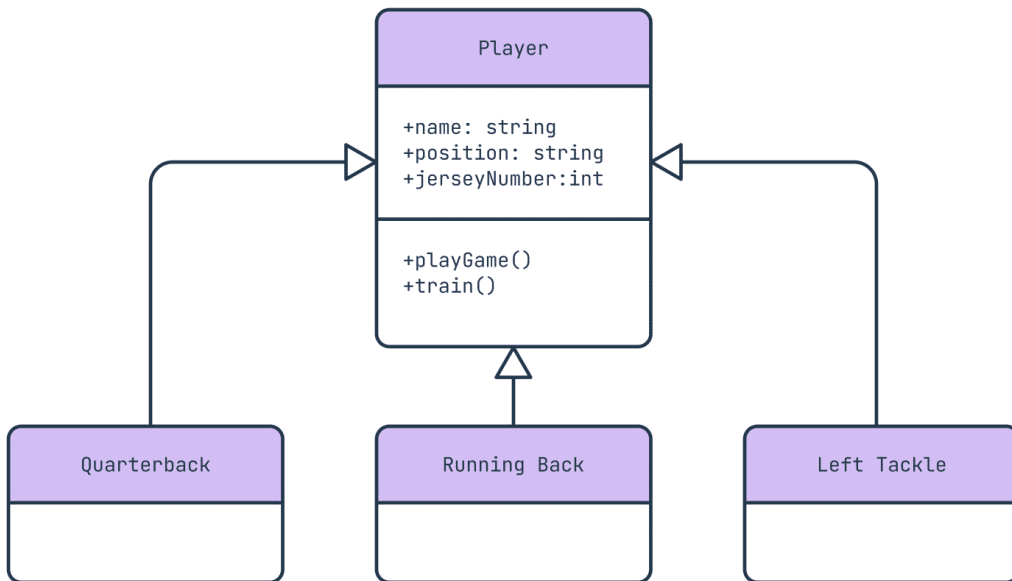 Player
+name: string
+position: string
+jerseyNumber:int
+playGame()
+train()
Quarterback
Running Back
Left Tackle